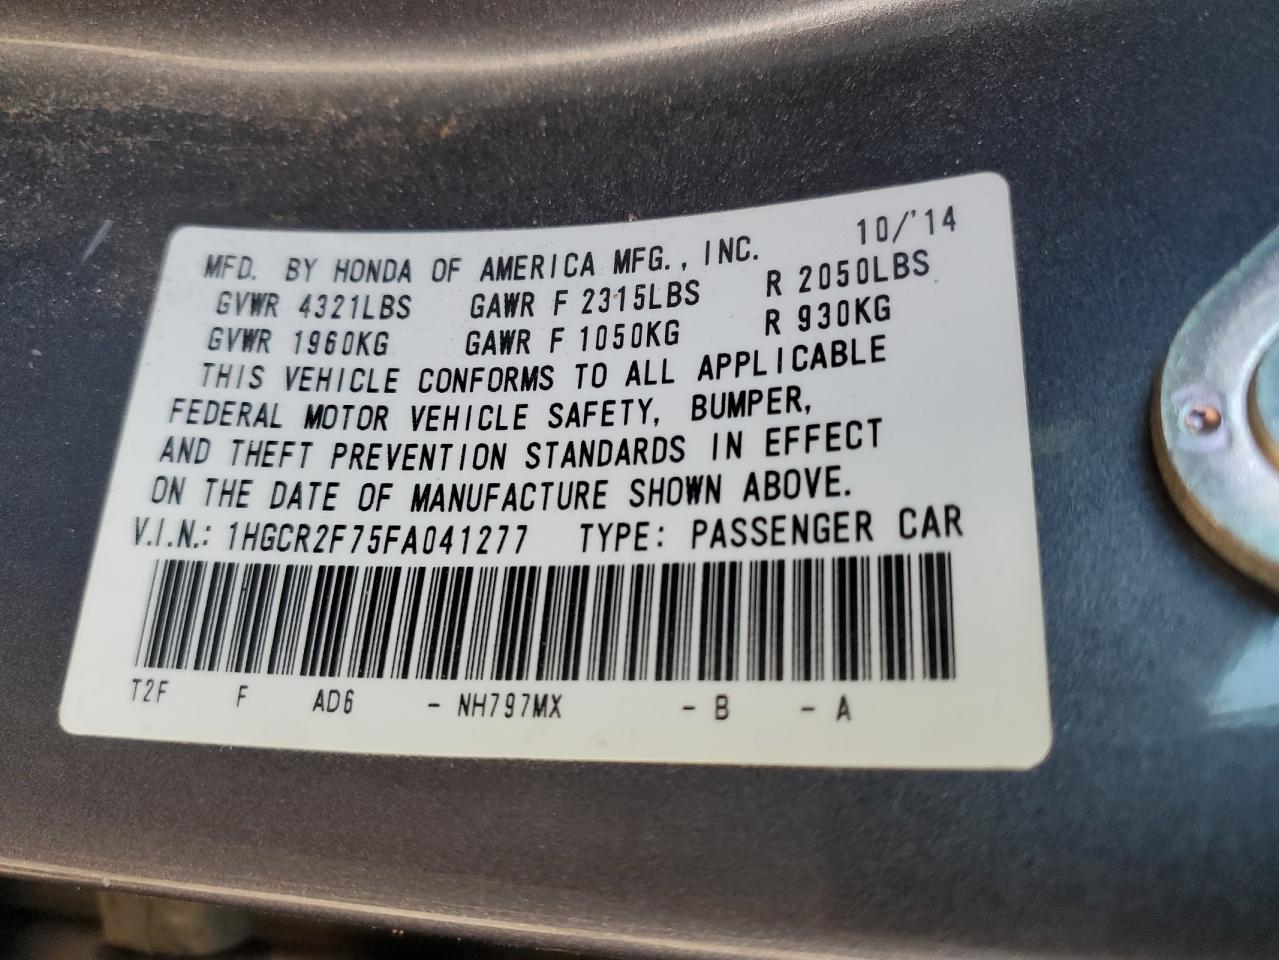 MFD. BY HONDA OF AMERICA MFG., INC. 10/'14
GVWR 4321LBS GAWR F 2315LBS R 2050LBS
GVWR 1960KG GAWR F 1050KG R 930KG
THIS VEHICLE CONFORMS TO ALL APPLICABLE
FEDERAL MOTOR VEHICLE SAFETY, BUMPER,
AND THEFT PREVENTION STANDARDS IN EFFECT
ON THE DATE OF MANUFACTURE SHOWN ABOVE.
V.I.N.: 1HGCR2F75FA041277 TYPE: PASSENGER CAR
T2F F AD6 - NH797MX - B - A